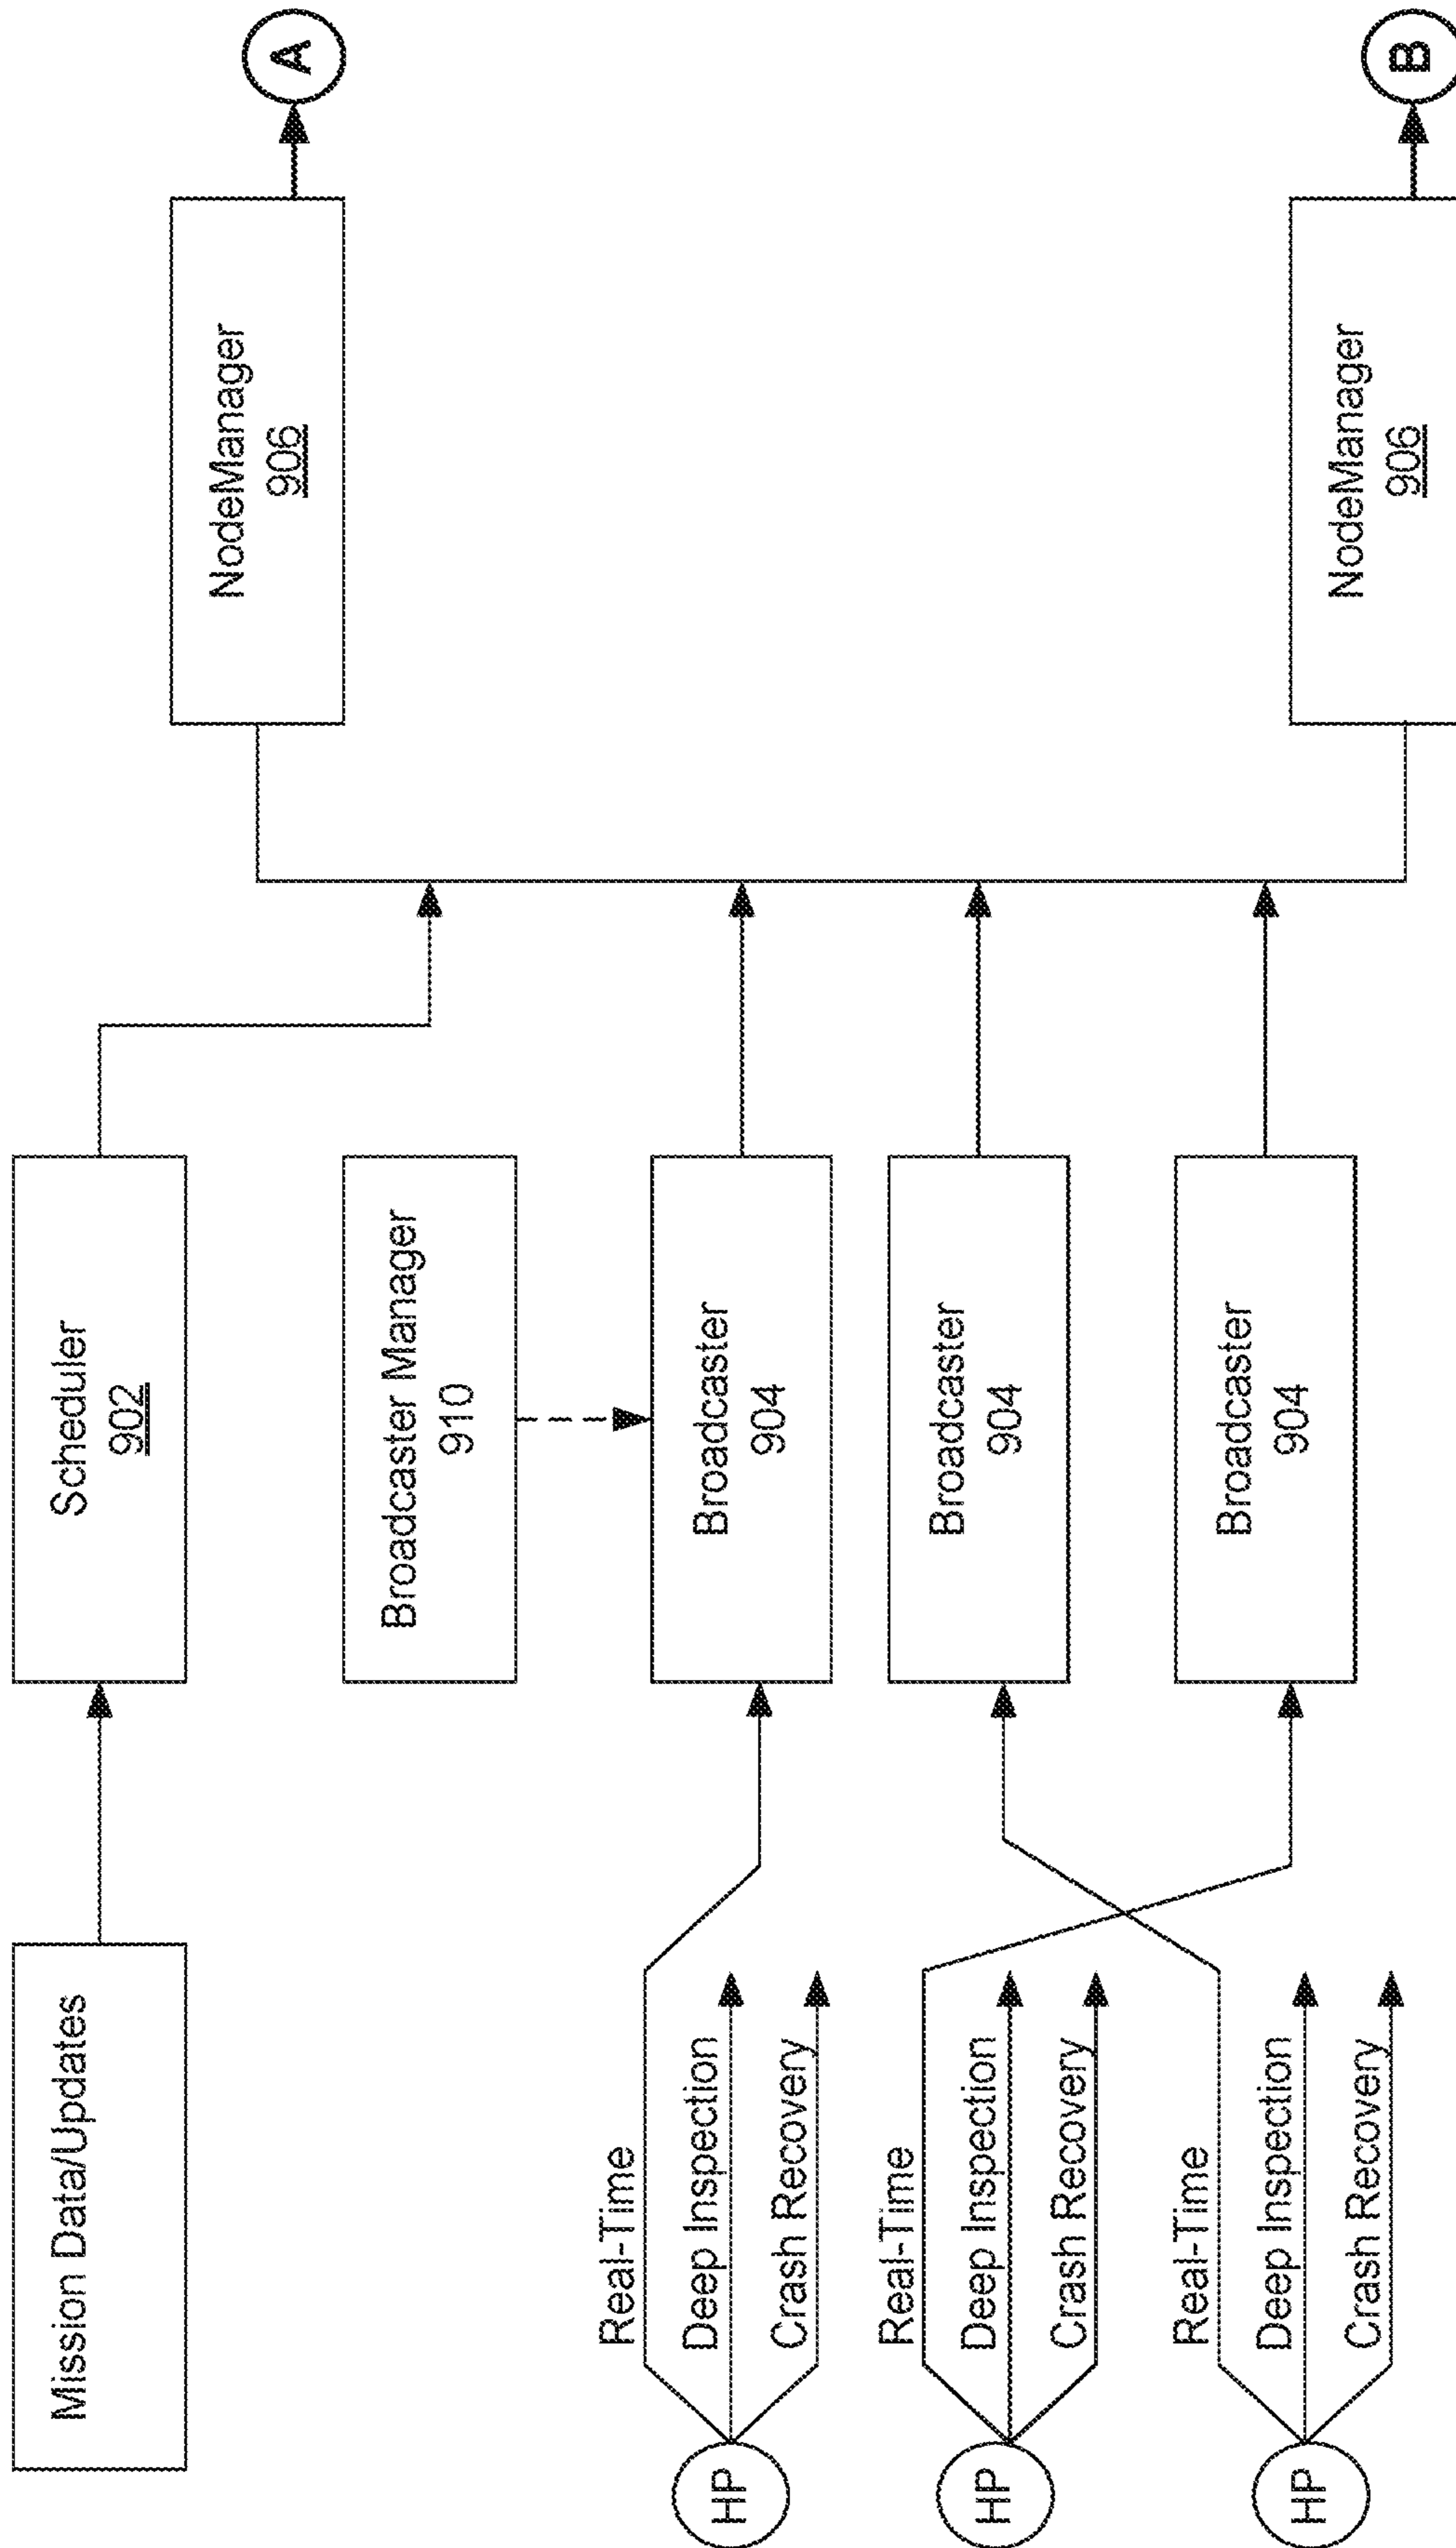 Mission Data/Updates
Scheduler
902
Broadcaster Manager
910
NodeManager
906
A
HP
Real-Time
Deep Inspection
Crash Recovery
Broadcaster
904
HP
Real-Time
Deep Inspection
Crash Recovery
Broadcaster
904
HP
Real-Time
Deep Inspection
Crash Recovery
Broadcaster
904
NodeManager
906
B